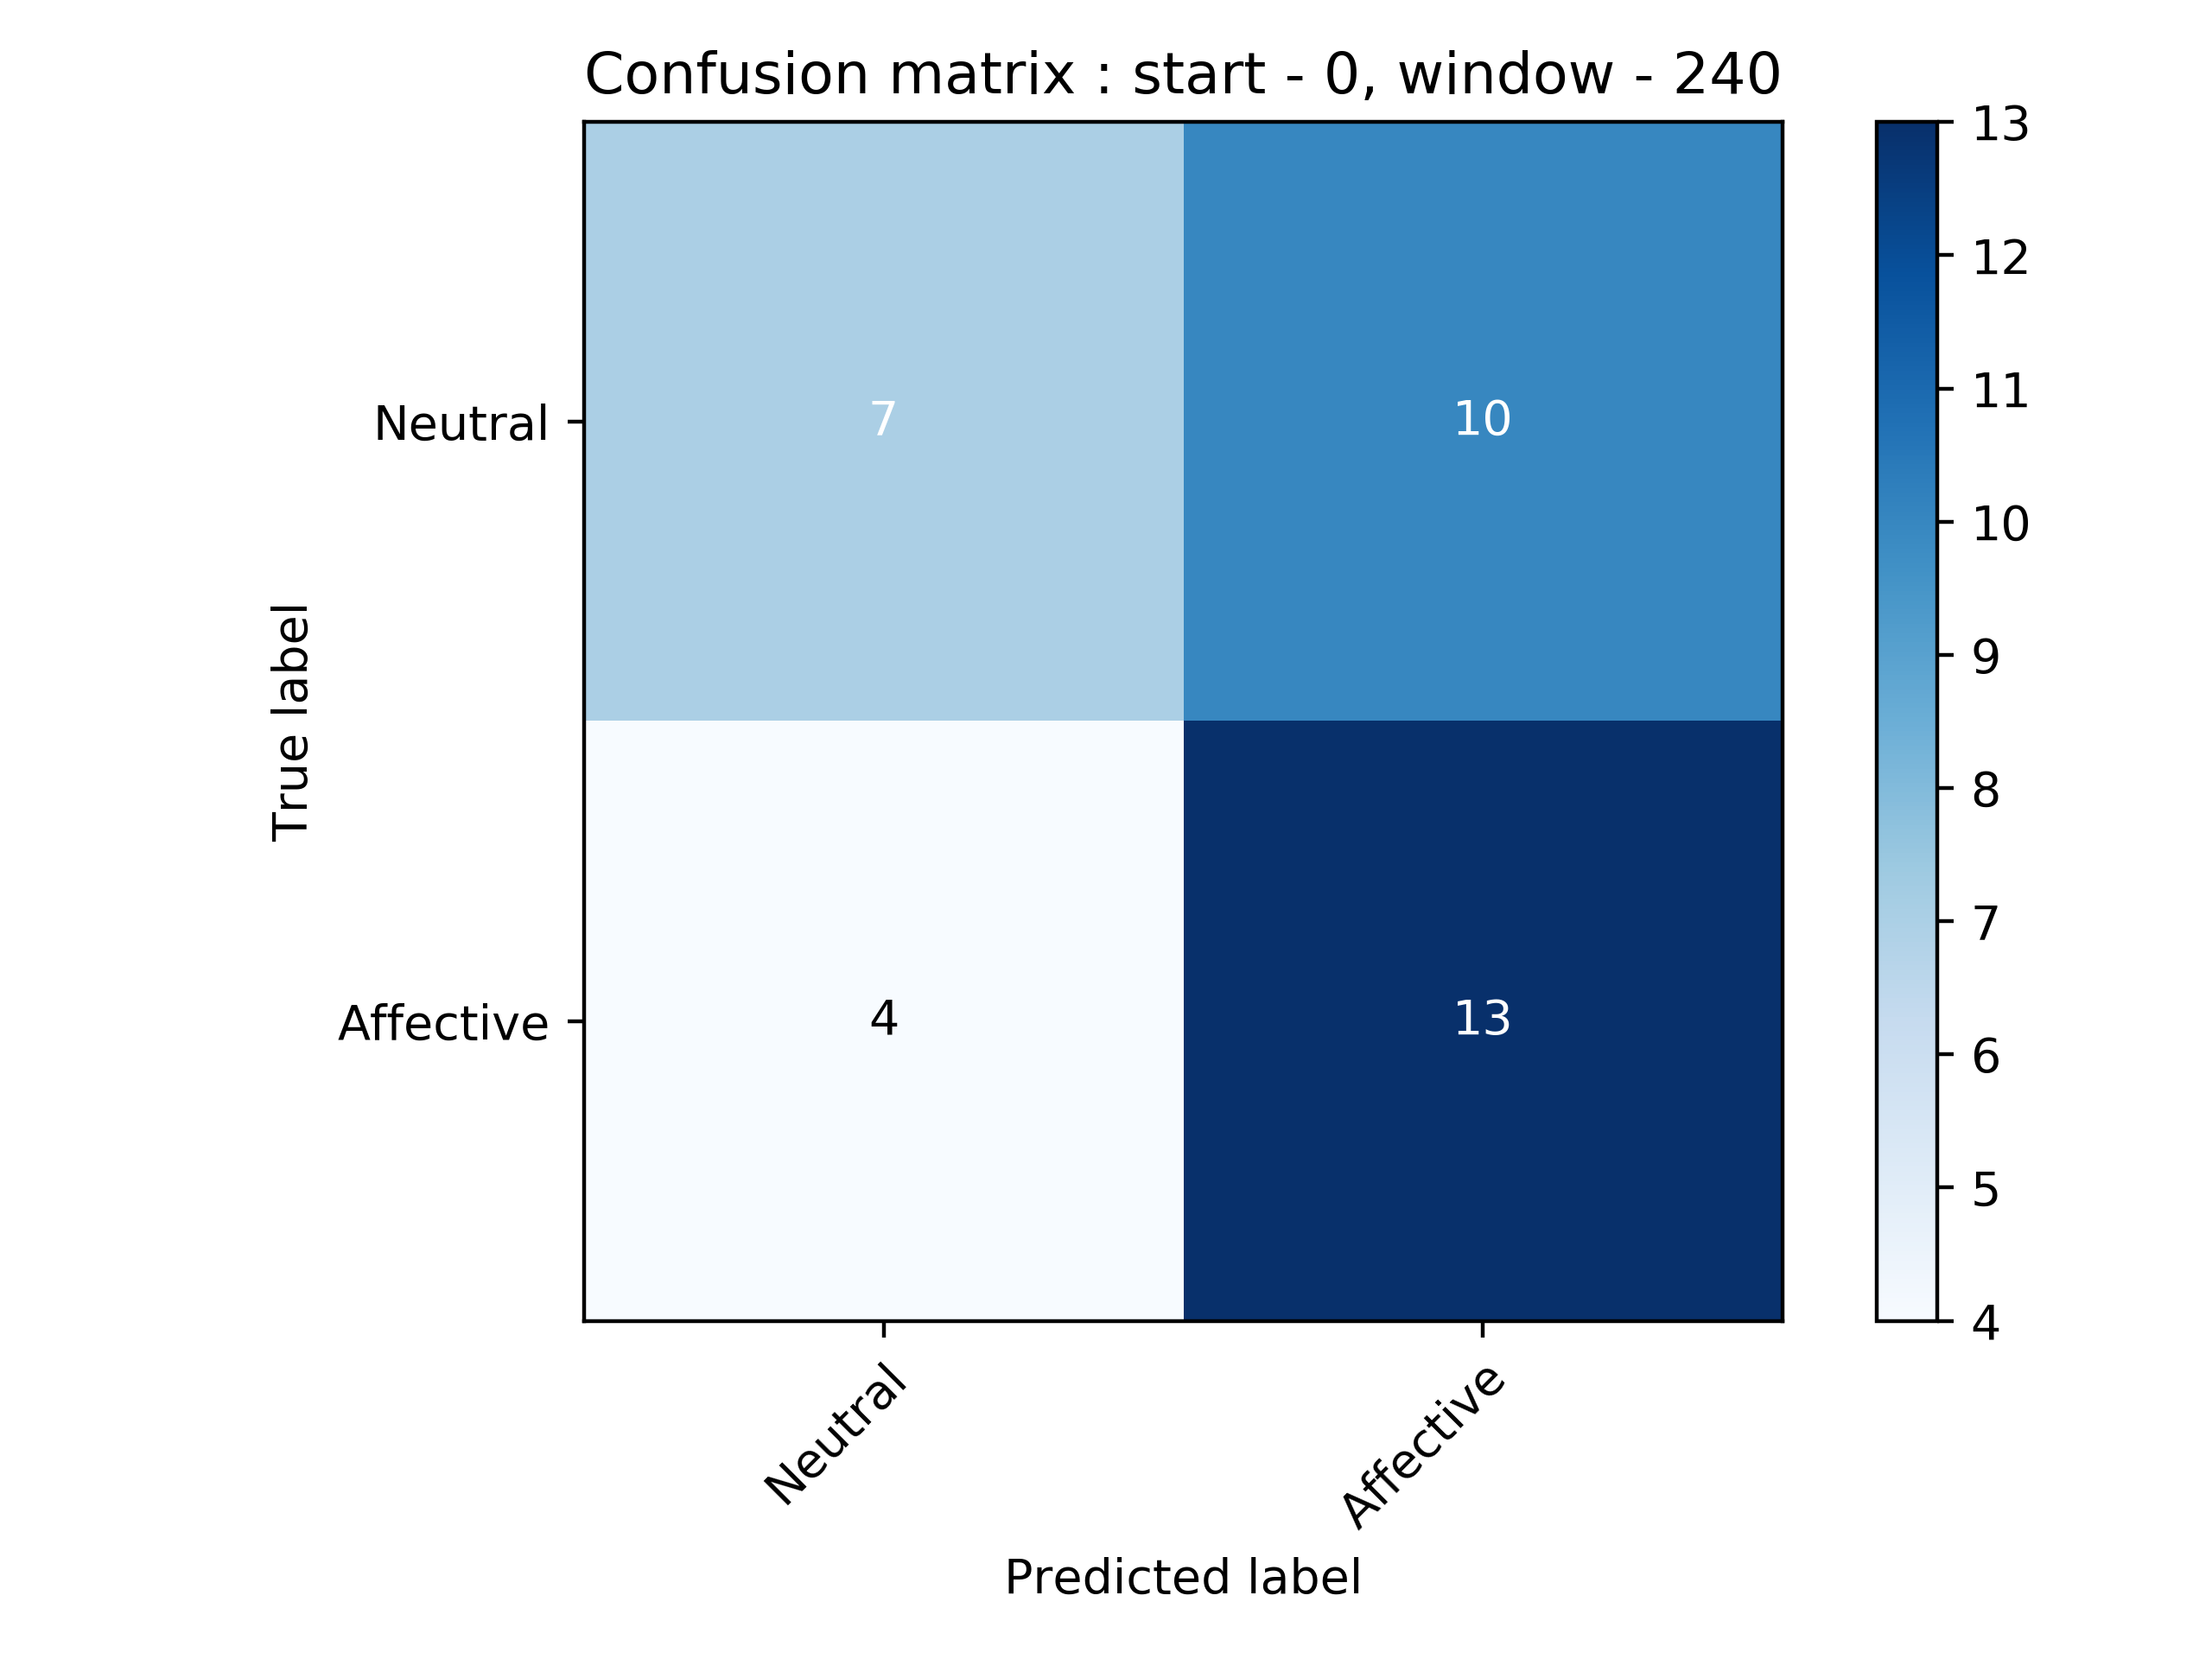 Confusion matrix : start - 0, window - 240
True label
Neutral
Affective
7
10
4
13
Neutral
Affective
Predicted label
13
12
11
10
9
8
7
6
5
4